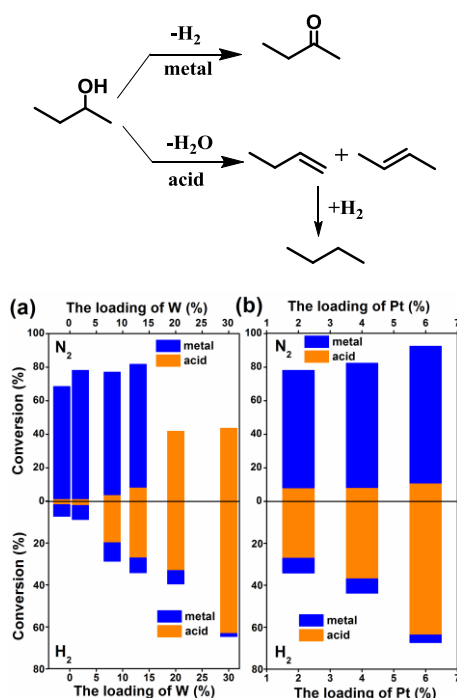 O
-H2
metal
OH
-H2O
acid
+
+H2
(a)
The loading of W (%)
0 5 10 15 20 25 30
N2
metal
acid
Conversion (%)
100
80
60
40
20
0
Conversion (%)
20
40
60
80
metal
acid
H2
0 5 10 15 20 25 30
The loading of W (%)
(b)
The loading of Pt (%)
1 2 3 4 5 6 7
N2
metal
acid
100
80
60
40
20
0
20
40
60
80
metal
acid
H2
1 2 3 4 5 6 7
The loading of Pt (%)